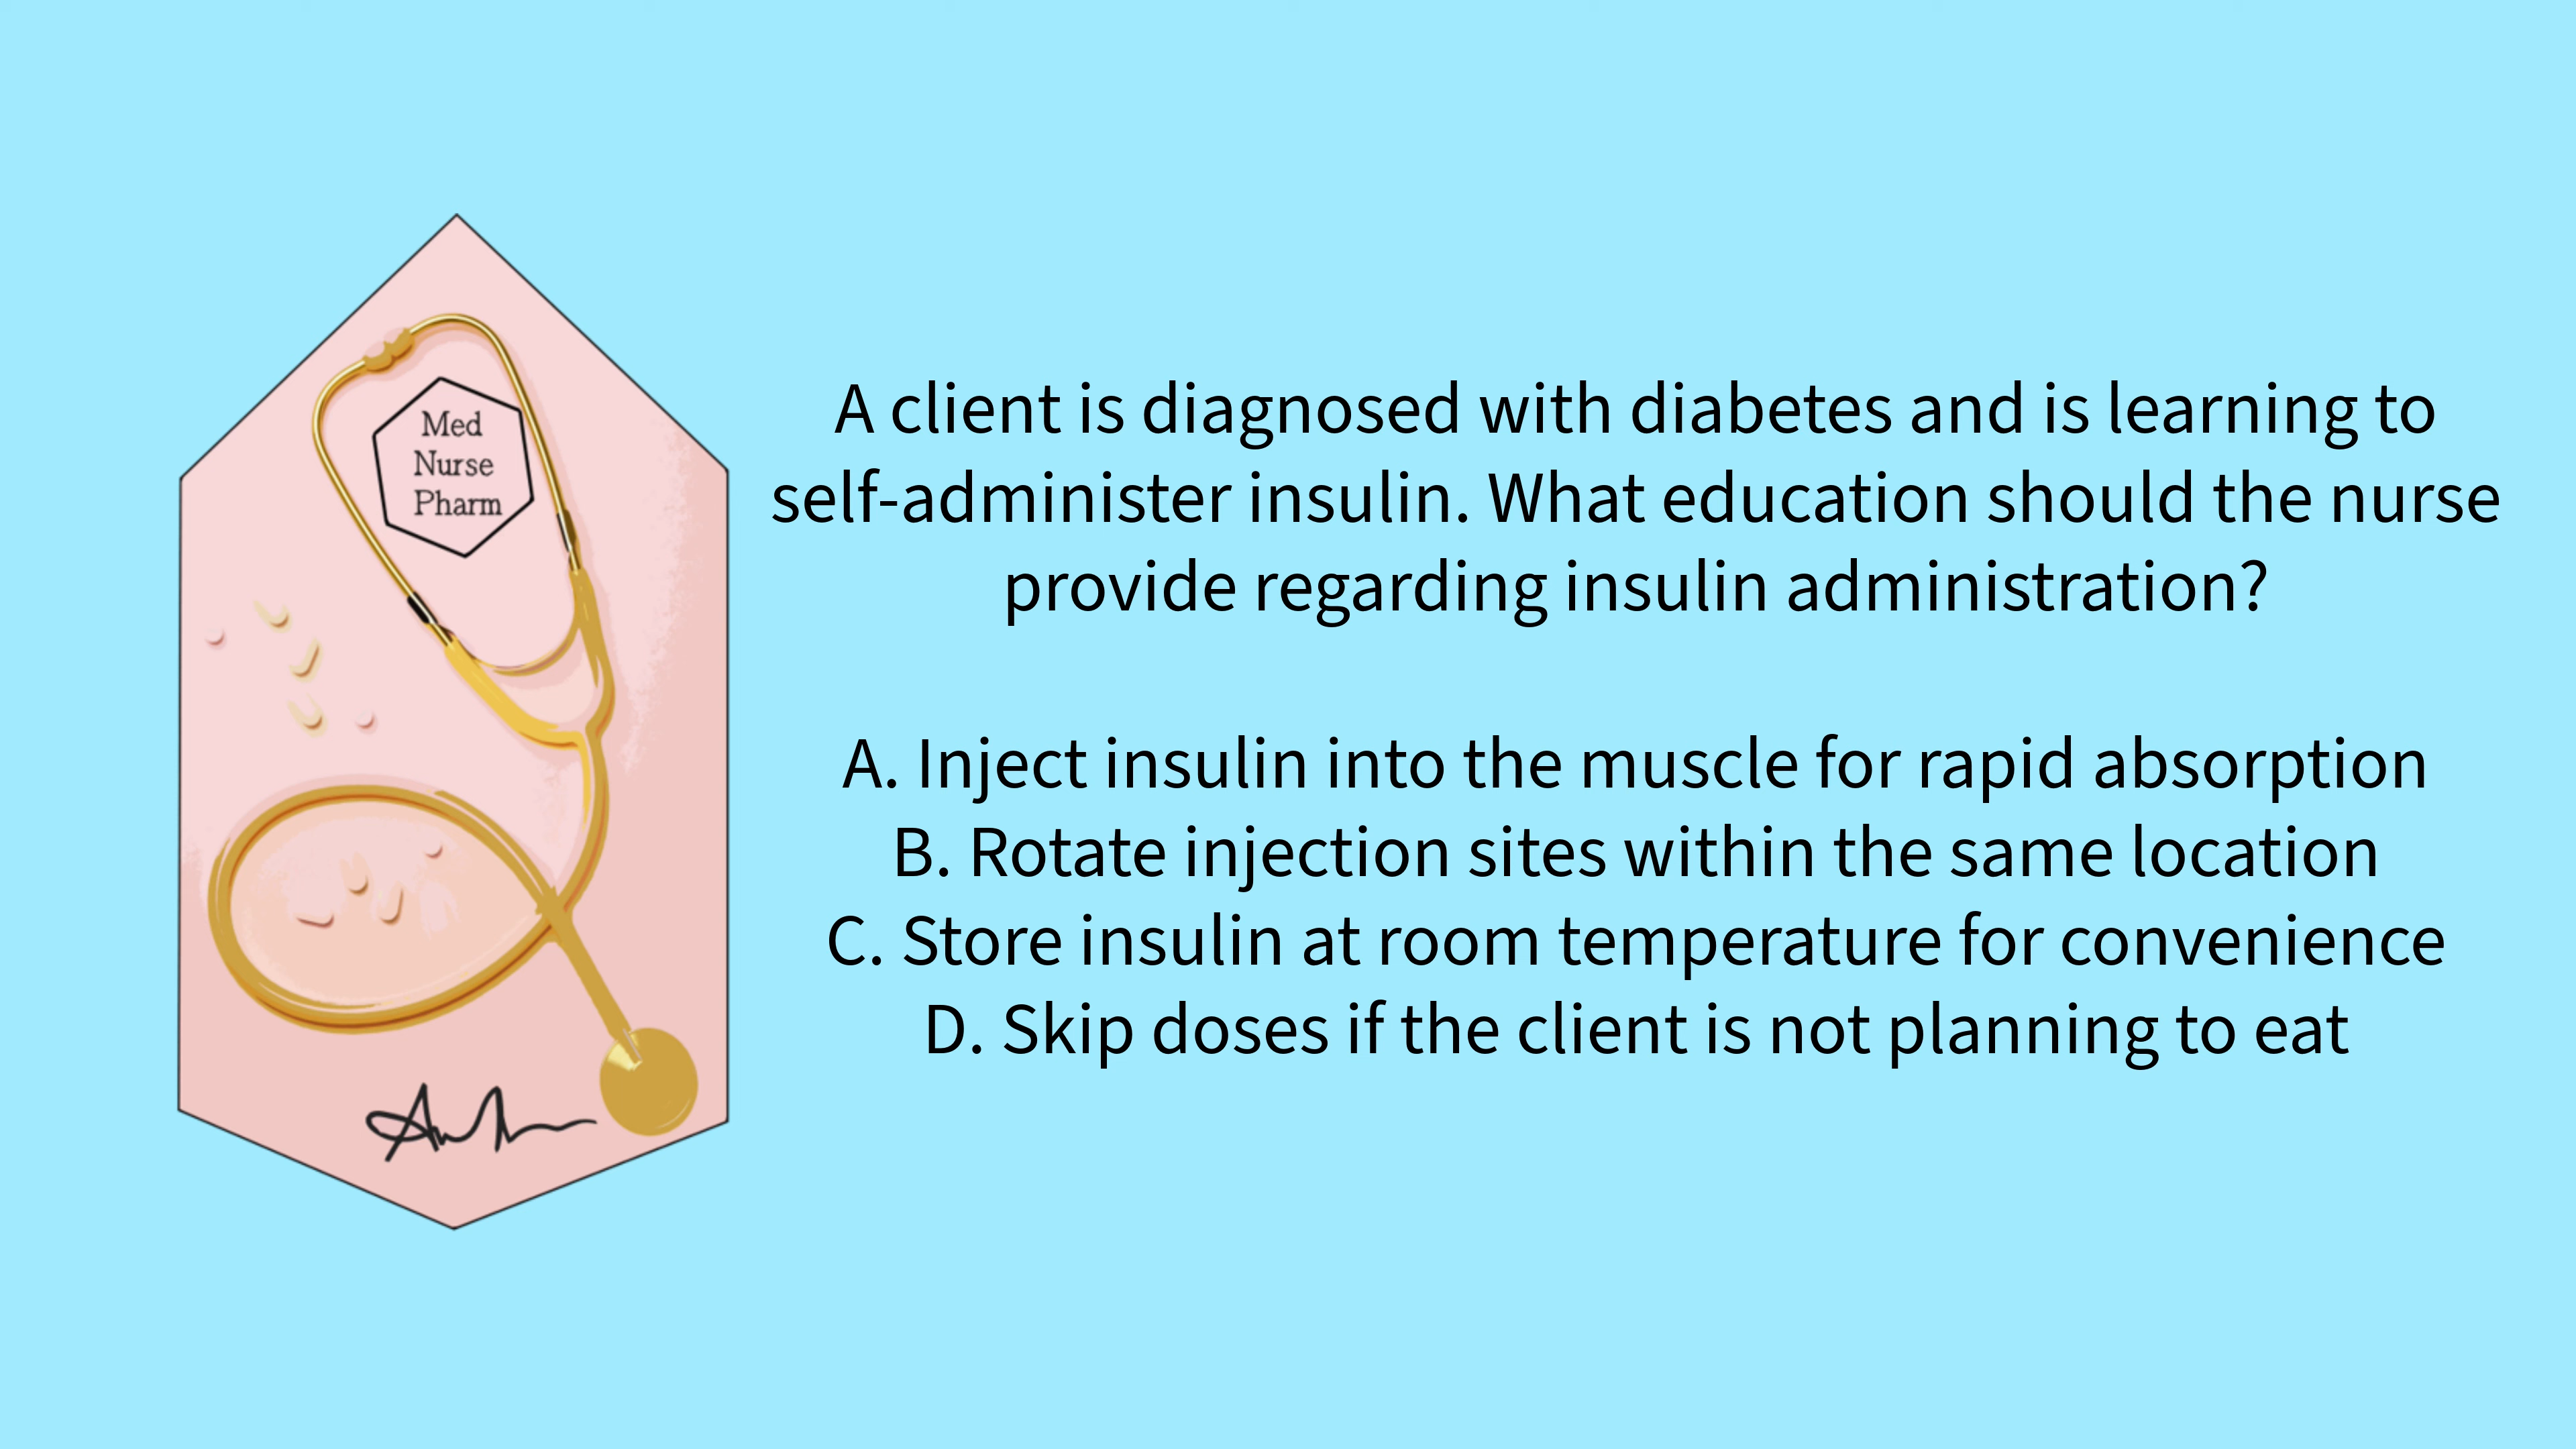 Med
Nurse
Pharm
A client is diagnosed with diabetes and is learning to
self-administer insulin. What education should the nurse
provide regarding insulin administration?
A. Inject insulin into the muscle for rapid absorption
B. Rotate injection sites within the same location
C. Store insulin at room temperature for convenience
D. Skip doses if the client is not planning to eat